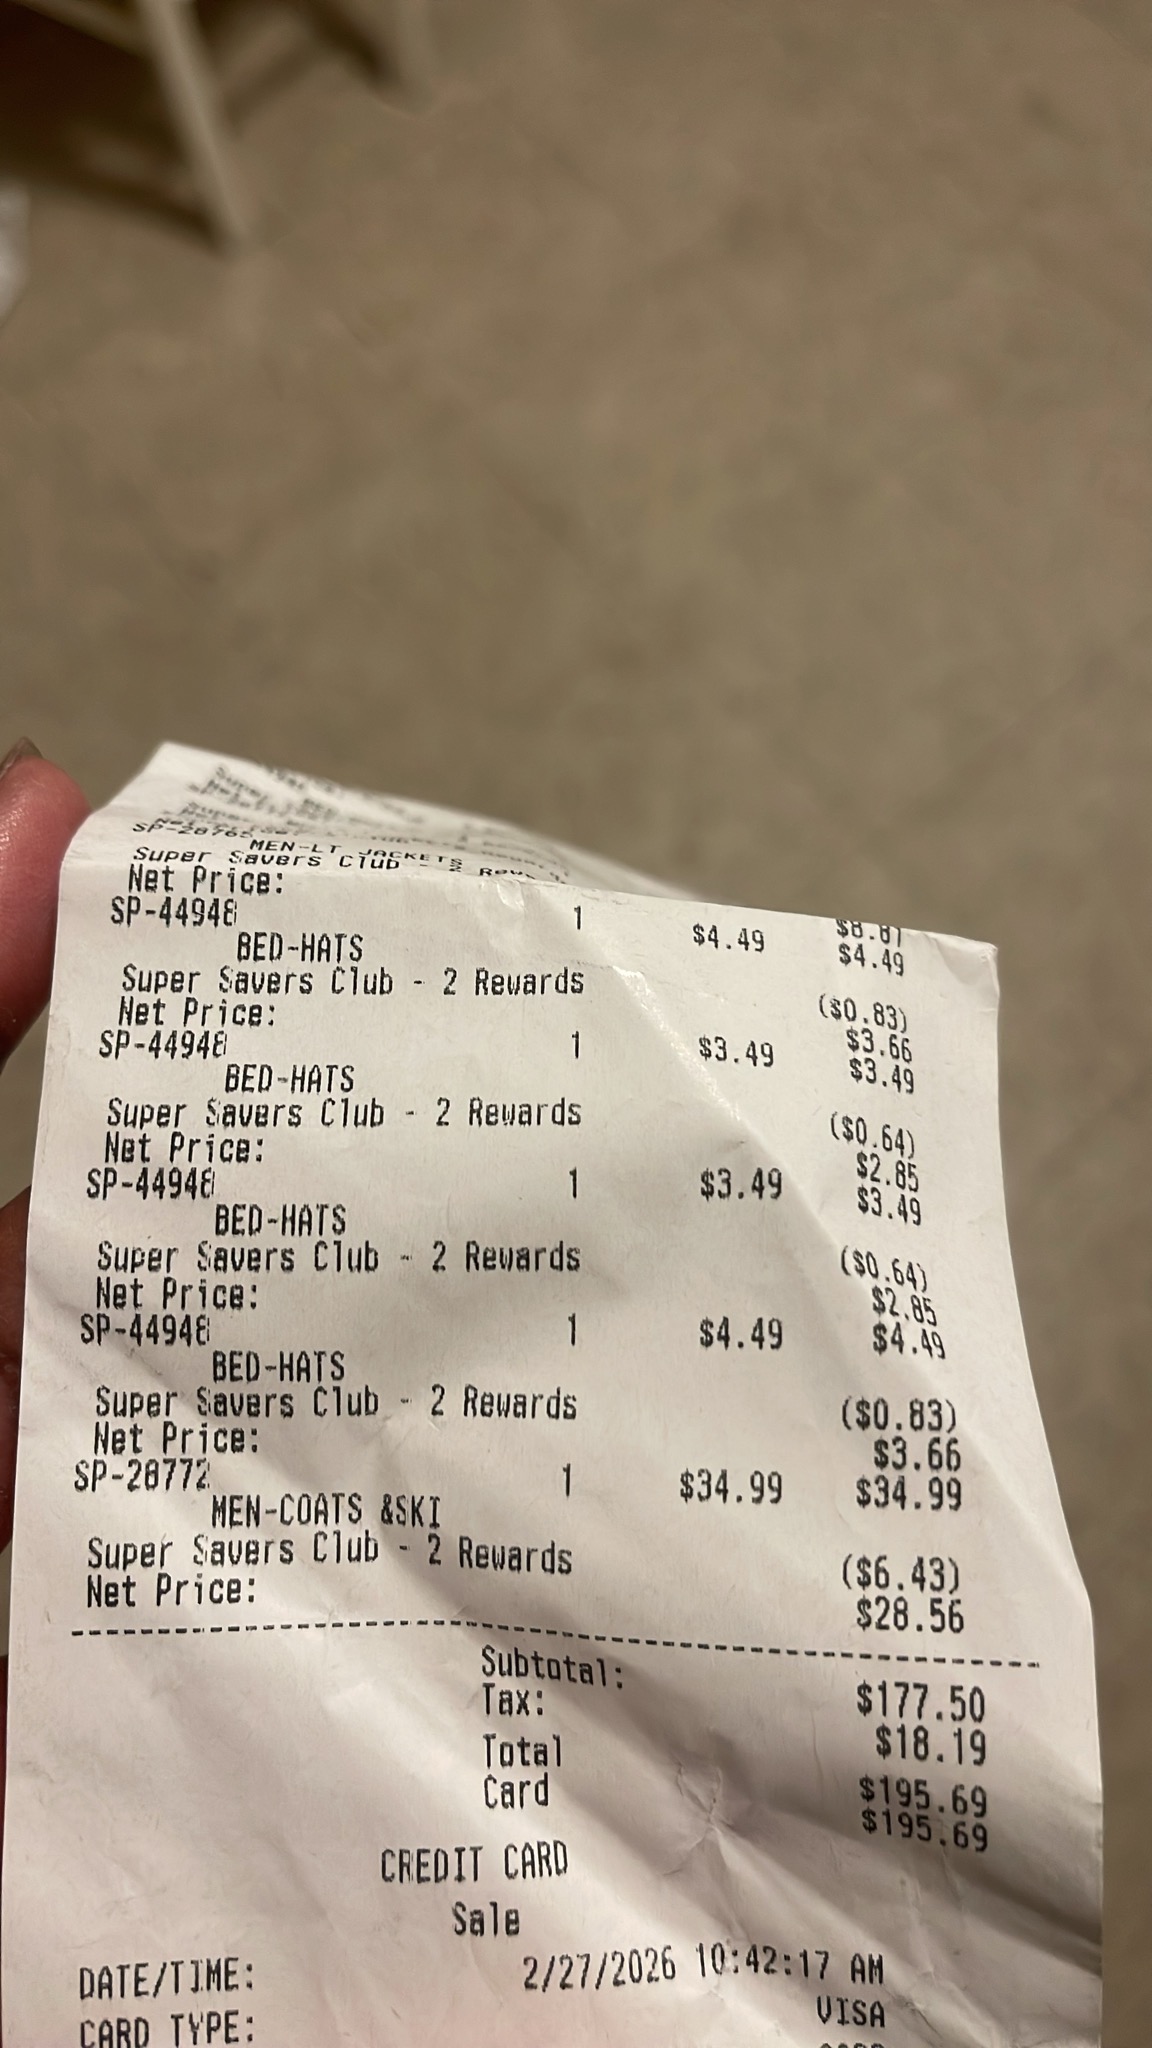 MEN-LT JACKETS
Super Savers Club - 2
Net Price: $8.81
SP-44948 1 $4.49 $4.49
BED-HATS
Super Savers Club - 2 Rewards ($0.83)
Net Price: $3.66
SP-44948 1 $3.49 $3.49
BED-HATS
Super Savers Club - 2 Rewards ($0.64)
Net Price: $2.85
SP-44948 1 $3.49 $3.49
BED-HATS
Super Savers Club - 2 Rewards ($0.64)
Net Price: $2.85
SP-44948 1 $4.49 $4.49
BED-HATS
Super Savers Club - 2 Rewards ($0.83)
Net Price: $3.66
SP-28772 1 $34.99 $34.99
MEN-COATS &SKI
Super Savers Club - 2 Rewards ($6.43)
Net Price: $28.56
Subtotal: $177.50
Tax: $18.19
Total $195.69
Card $195.69
CREDIT CARD
Sale
DATE/TIME: 2/27/2026 10:42:17 AM
CARD TYPE: VISA